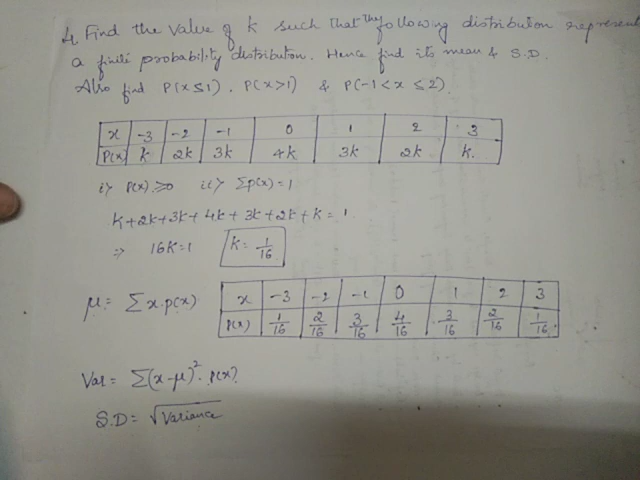 4. Find the value of k such that the following distributon represent
a finite probability distributon. Hence find its mean & S.D.
Also find P(x≤1), P(x>1) & P(-1<x≤2).
x -3 -2 -1 0 1 2 3
P(x) k 2k 3k 4k 3k 2k k.
i> P(x)≥0 ii> Σp(x)=1
k+2k+3k+4k+3k+2k+k=1.
⇒ 16k=1 k=1/16
μ= Σx.p(x)
x -3 -2 -1 0 1 2 3
p(x) 1/16 2/16 3/16 4/16 3/16 2/16 1/16.
Var= Σ(x-μ)². p(x)
S.D= √Variance